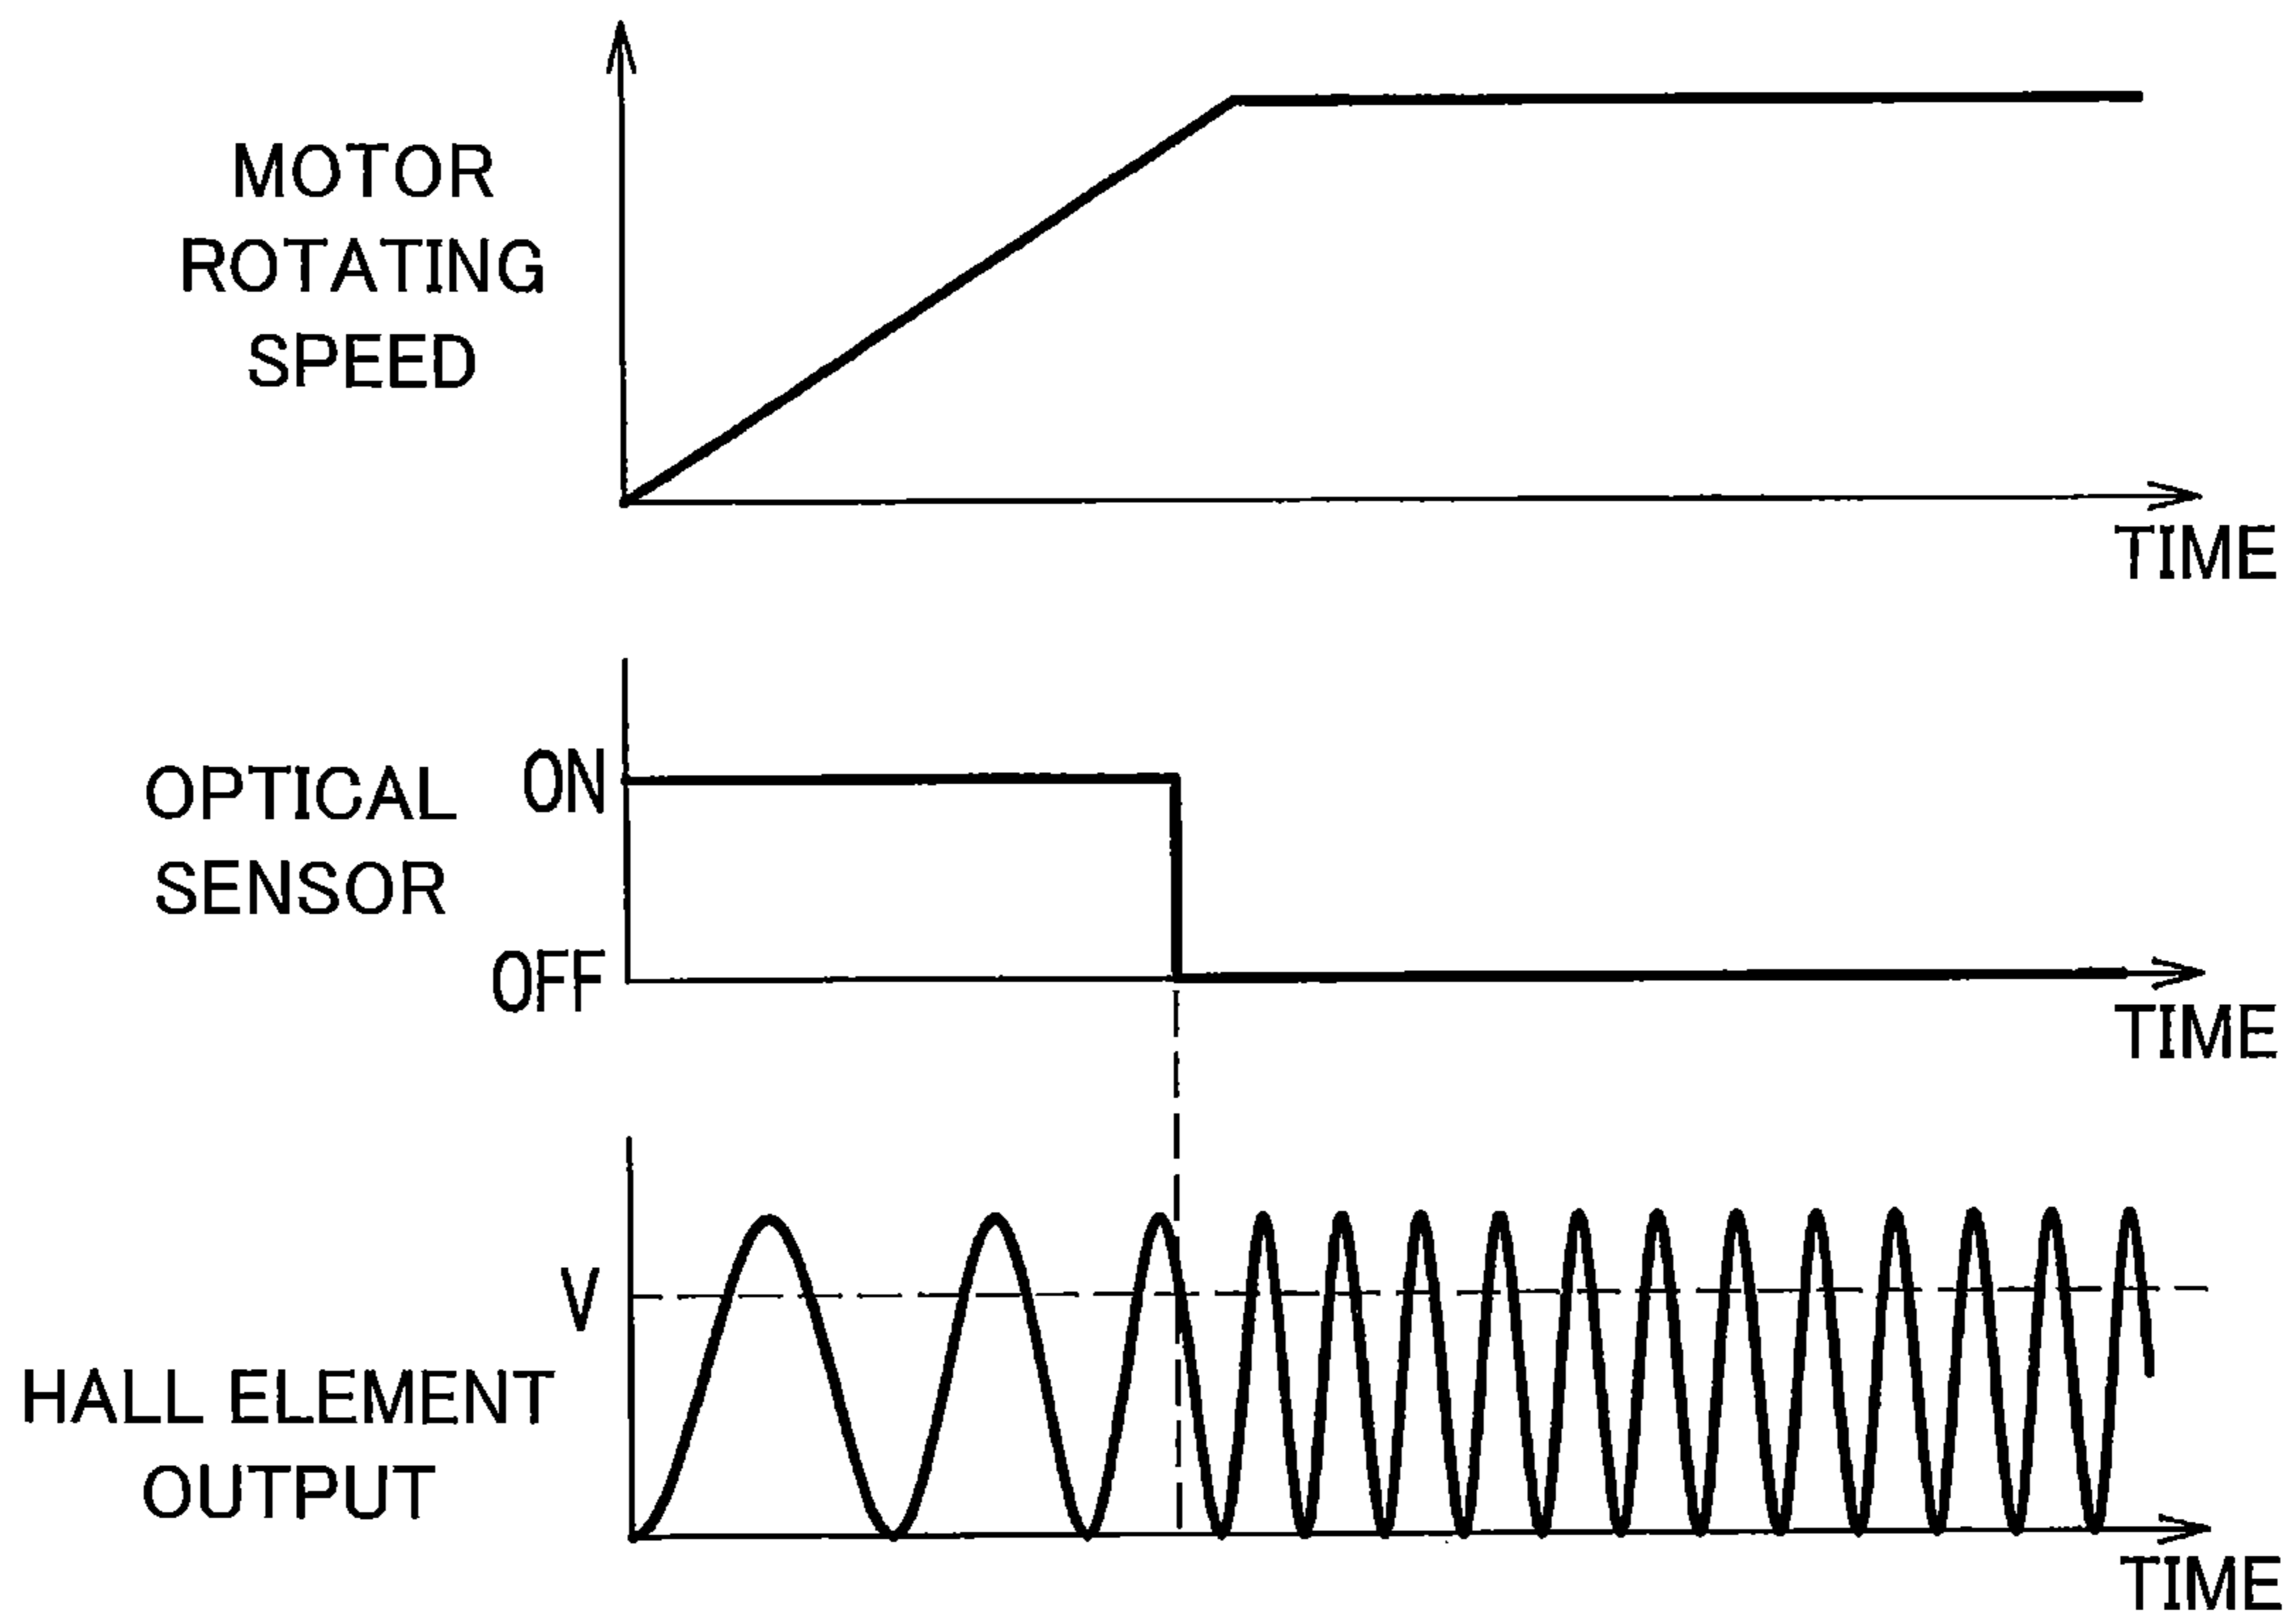 MOTOR
ROTATING
SPEED
TIME
OPTICAL
SENSOR
ON
OFF
TIME
V
HALL ELEMENT
OUTPUT
TIME